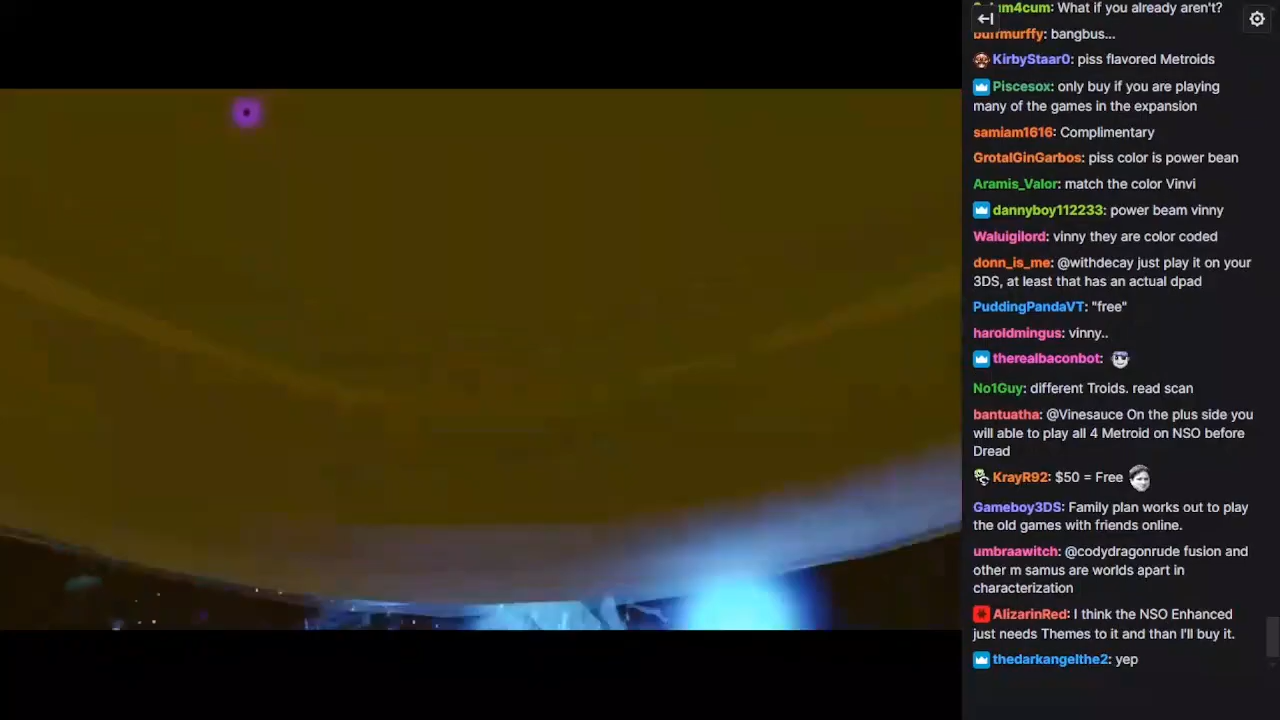 m4cum: What if you already aren't?
burrmurffy: bangbus...
KirbyStaar0: piss flavored Metroids
Piscesox: only buy if you are playing
many of the games in the expansion
samiam1616: Complimentary
GrotalGinGarbos: piss color is power bean
Aramis_Valor: match the color Vinvi
dannyboy112233: power beam vinny
Waluigilord: vinny they are color coded
donn_is_me: @withdecay just play it on your
3DS, at least that has an actual dpad
PuddingPandaVT: "free"
haroldmingus: vinny..
therealbaconbot:
No1Guy: different Troids. read scan
bantuatha: @Vinesauce On the plus side you
will able to play all 4 Metroid on NSO before
Dread
KrayR92: $50 = Free
Gameboy3DS: Family plan works out to play
the old games with friends online.
umbraawitch: @codydragonrude fusion and
other m samus are worlds apart in
characterization
AlizarinRed: I think the NSO Enhanced
just needs Themes to it and than I'll buy it.
thedarkangelthe2: yep